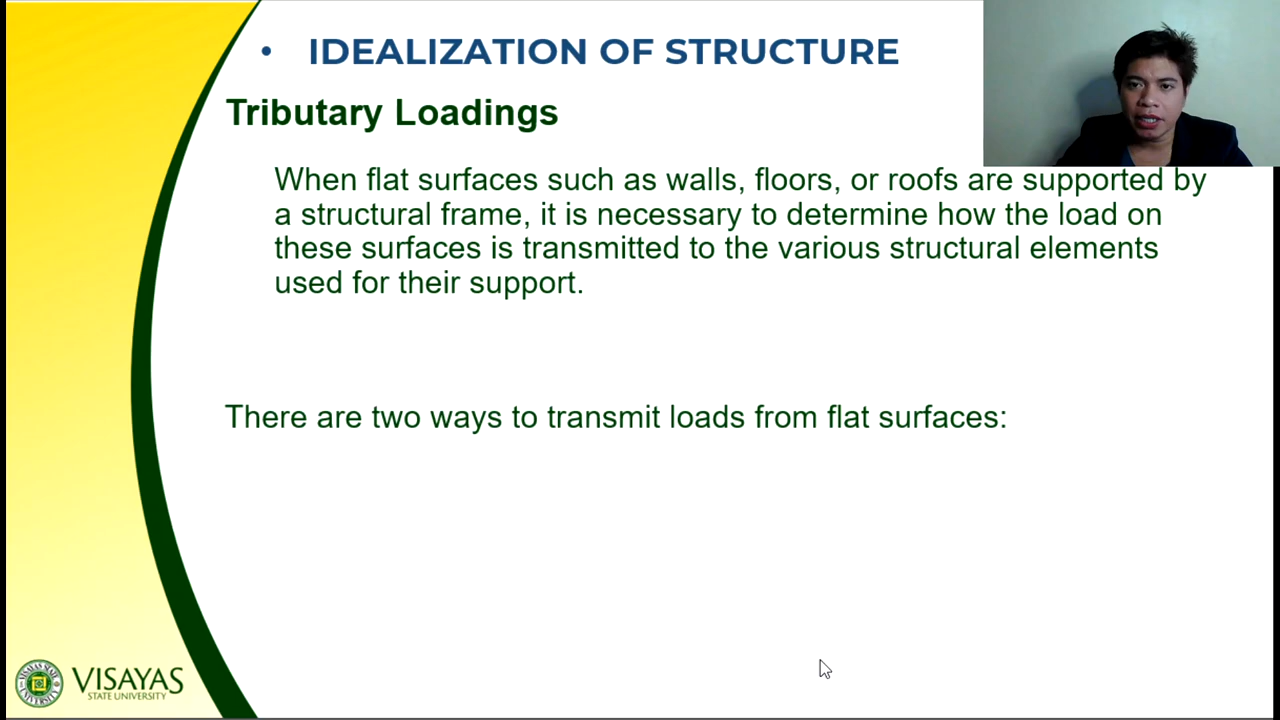 • IDEALIZATION OF STRUCTURE
Tributary Loadings
When flat surfaces such as walls, floors, or roofs are supported by
a structural frame, it is necessary to determine how the load on
these surfaces is transmitted to the various structural elements
used for their support.
There are two ways to transmit loads from flat surfaces:
VISAYAS
STATE UNIVERSITY